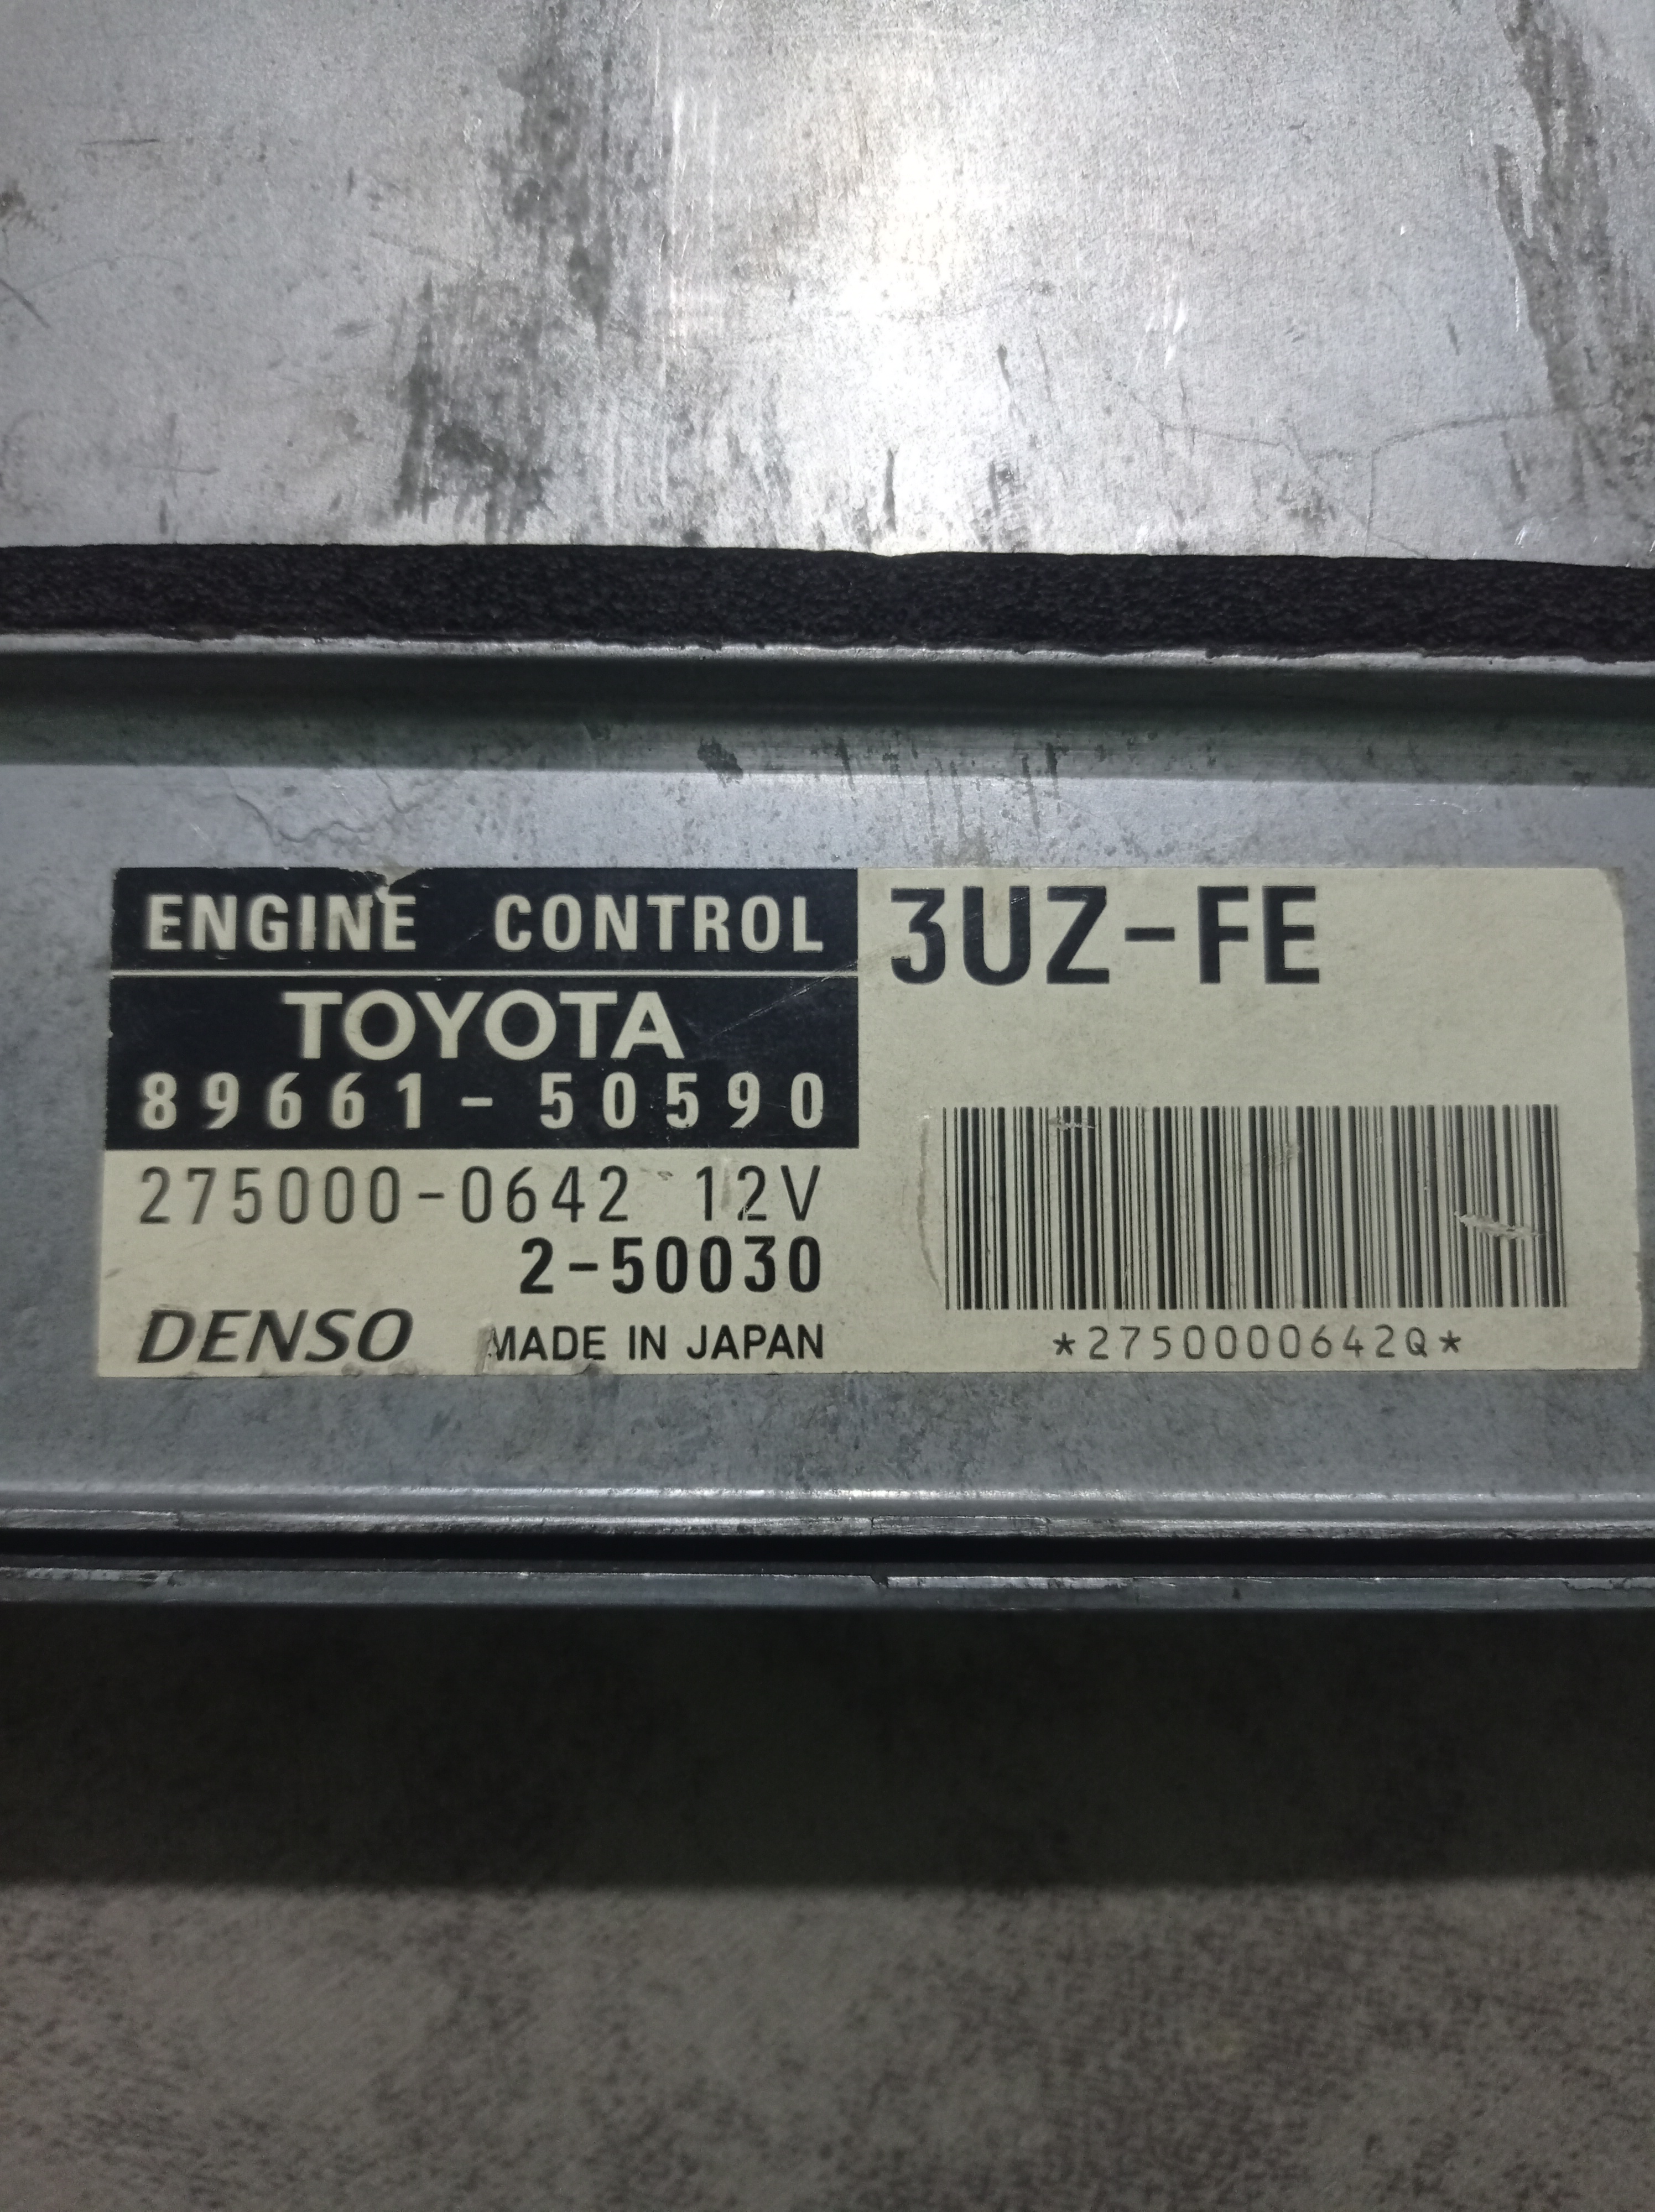 ENGINE CONTROL
TOYOTA
89661-50590
275000-0642 12V
2-50030
DENSO MADE IN JAPAN
3UZ-FE
*2750000642Q*